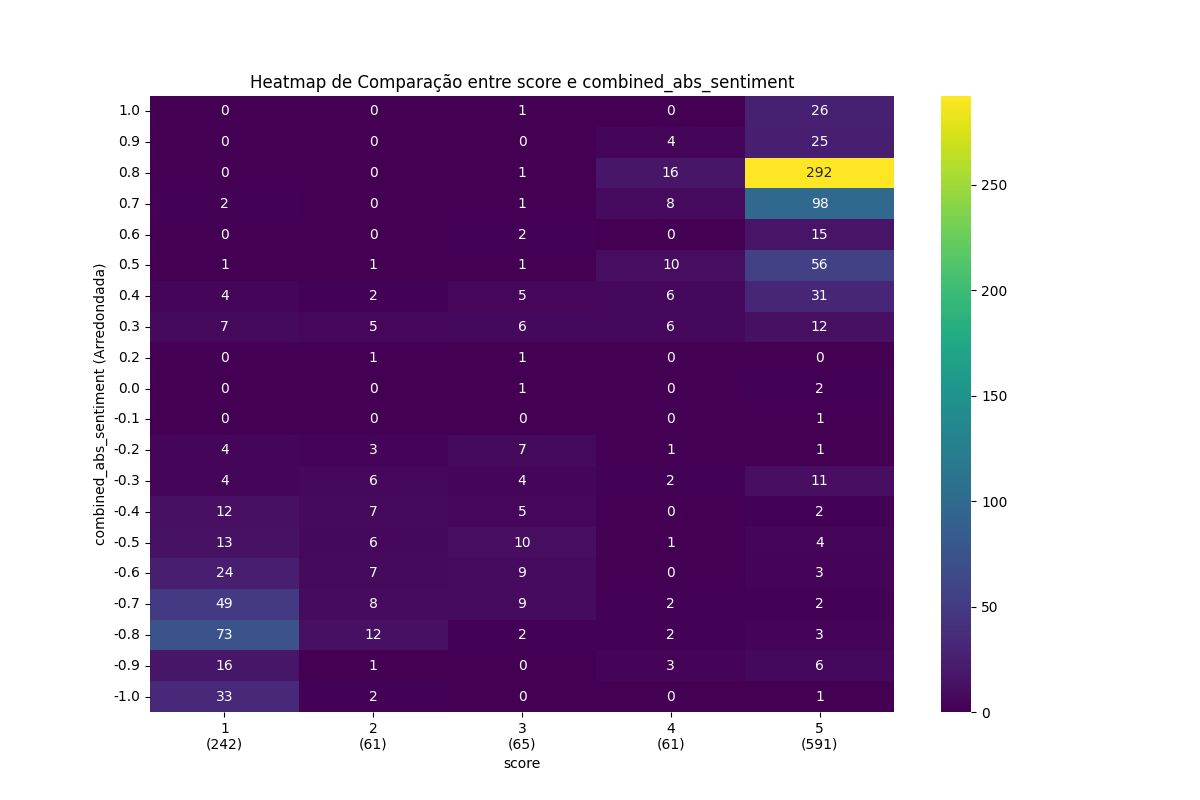 Heatmap de Comparação entre score e combined_abs_sentiment
combined_abs_sentiment (Arredondada)
1.0 0 0 1 0 26
0.9 0 0 0 4 25
0.8 0 0 1 16 292
0.7 2 0 1 8 98
0.6 0 0 2 0 15
0.5 1 1 1 10 56
0.4 4 2 5 6 31
0.3 7 5 6 6 12
0.2 0 1 1 0 0
0.0 0 0 1 0 2
-0.1 0 0 0 0 1
-0.2 4 3 7 1 1
-0.3 4 6 4 2 11
-0.4 12 7 5 0 2
-0.5 13 6 10 1 4
-0.6 24 7 9 0 3
-0.7 49 8 9 2 2
-0.8 73 12 2 2 3
-0.9 16 1 0 3 6
-1.0 33 2 0 0 1
1 2 3 4 5
(242) (61) (65) (61) (591)
score
250
200
150
100
50
0